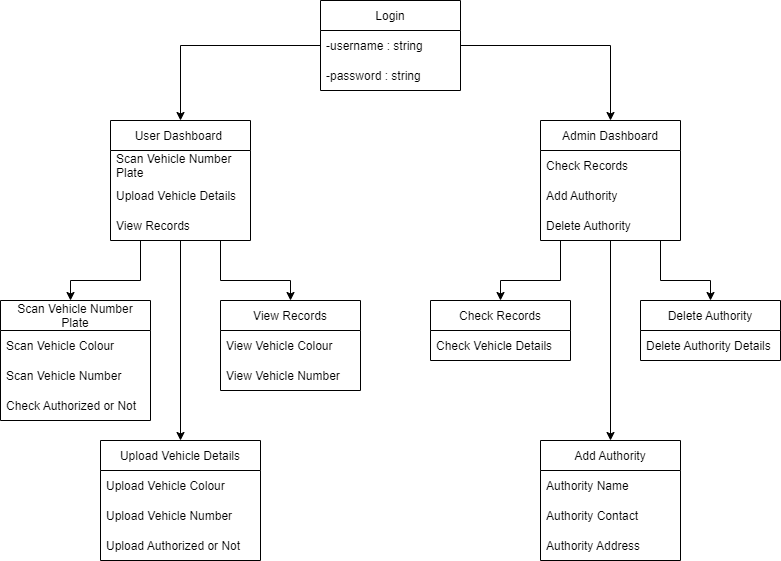 Login
-username : string
-password : string
User Dashboard
Scan Vehicle Number
Plate
Upload Vehicle Details
View Records
Admin Dashboard
Check Records
Add Authority
Delete Authority
Scan Vehicle Number
Plate
Scan Vehicle Colour
Scan Vehicle Number
Check Authorized or Not
View Records
View Vehicle Colour
View Vehicle Number
Check Records
Check Vehicle Details
Delete Authority
Delete Authority Details
Upload Vehicle Details
Upload Vehicle Colour
Upload Vehicle Number
Upload Authorized or Not
Add Authority
Authority Name
Authority Contact
Authority Address